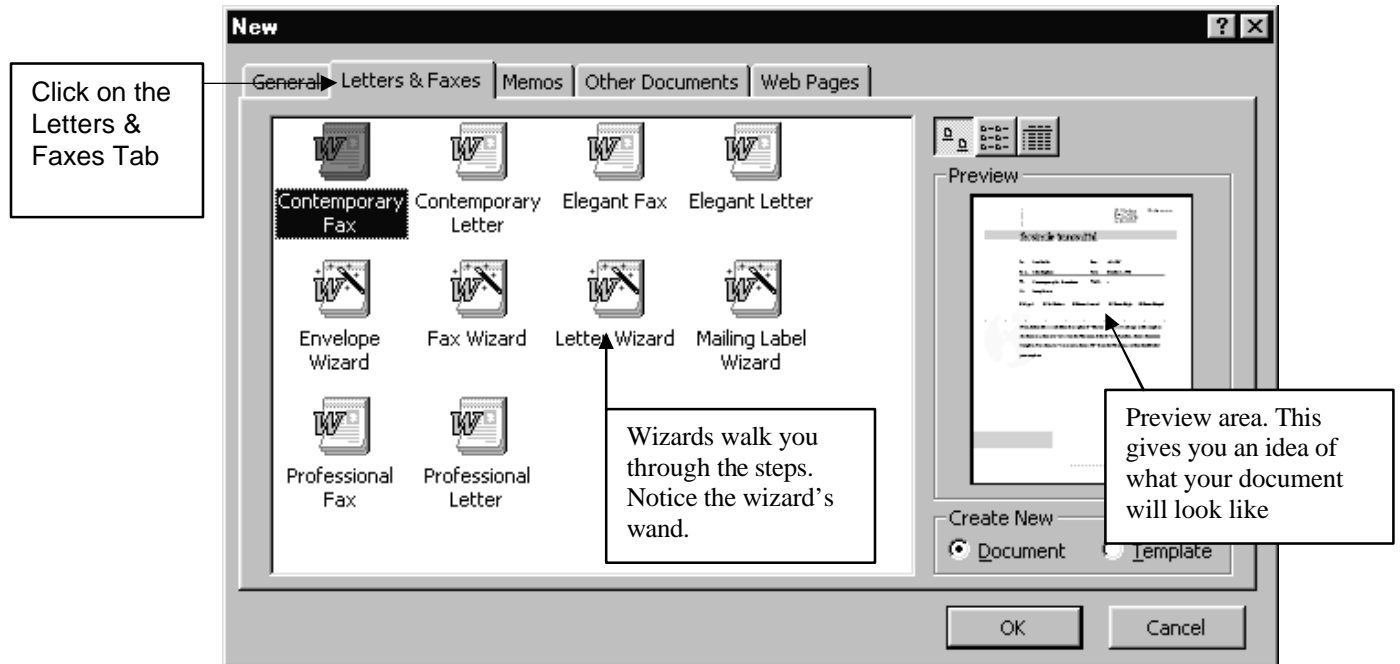 New
Click on the
Letters &
Faxes Tab
General
Letters & Faxes
Memos
Other Documents
Web Pages
Contemporary
Fax
Contemporary
Letter
Elegant Fax
Elegant Letter
Envelope
Wizard
Fax Wizard
Letter Wizard
Mailing Label
Wizard
Professional
Fax
Professional
Letter
Wizards walk you
through the steps.
Notice the wizard’s
wand.
Preview
Preview area. This
gives you an idea of
what your document
will look like
Create New
Document
Template
OK
Cancel